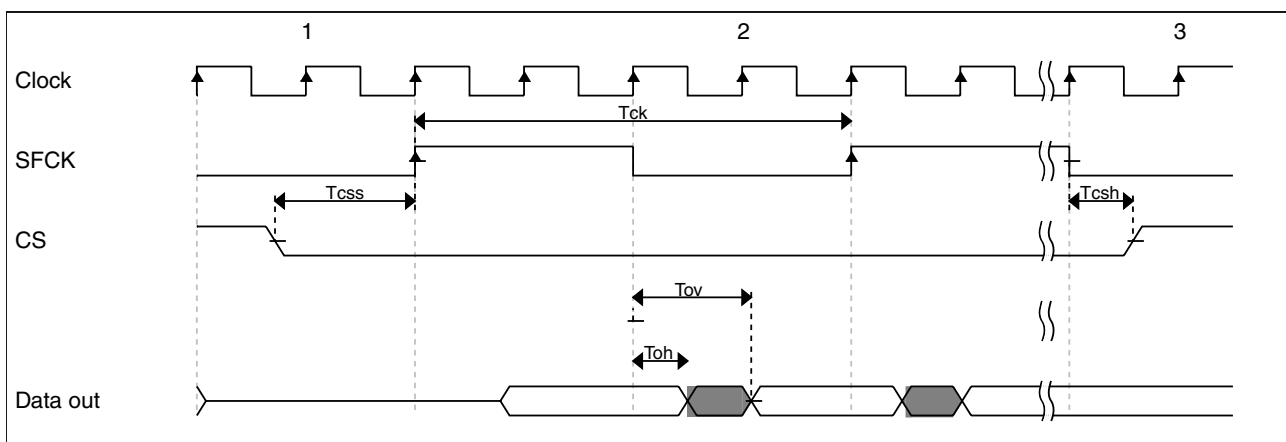 1 2 3
Clock
Tck
SFCK
Tcss Tcsh
CS
Tov
Toh
Data out